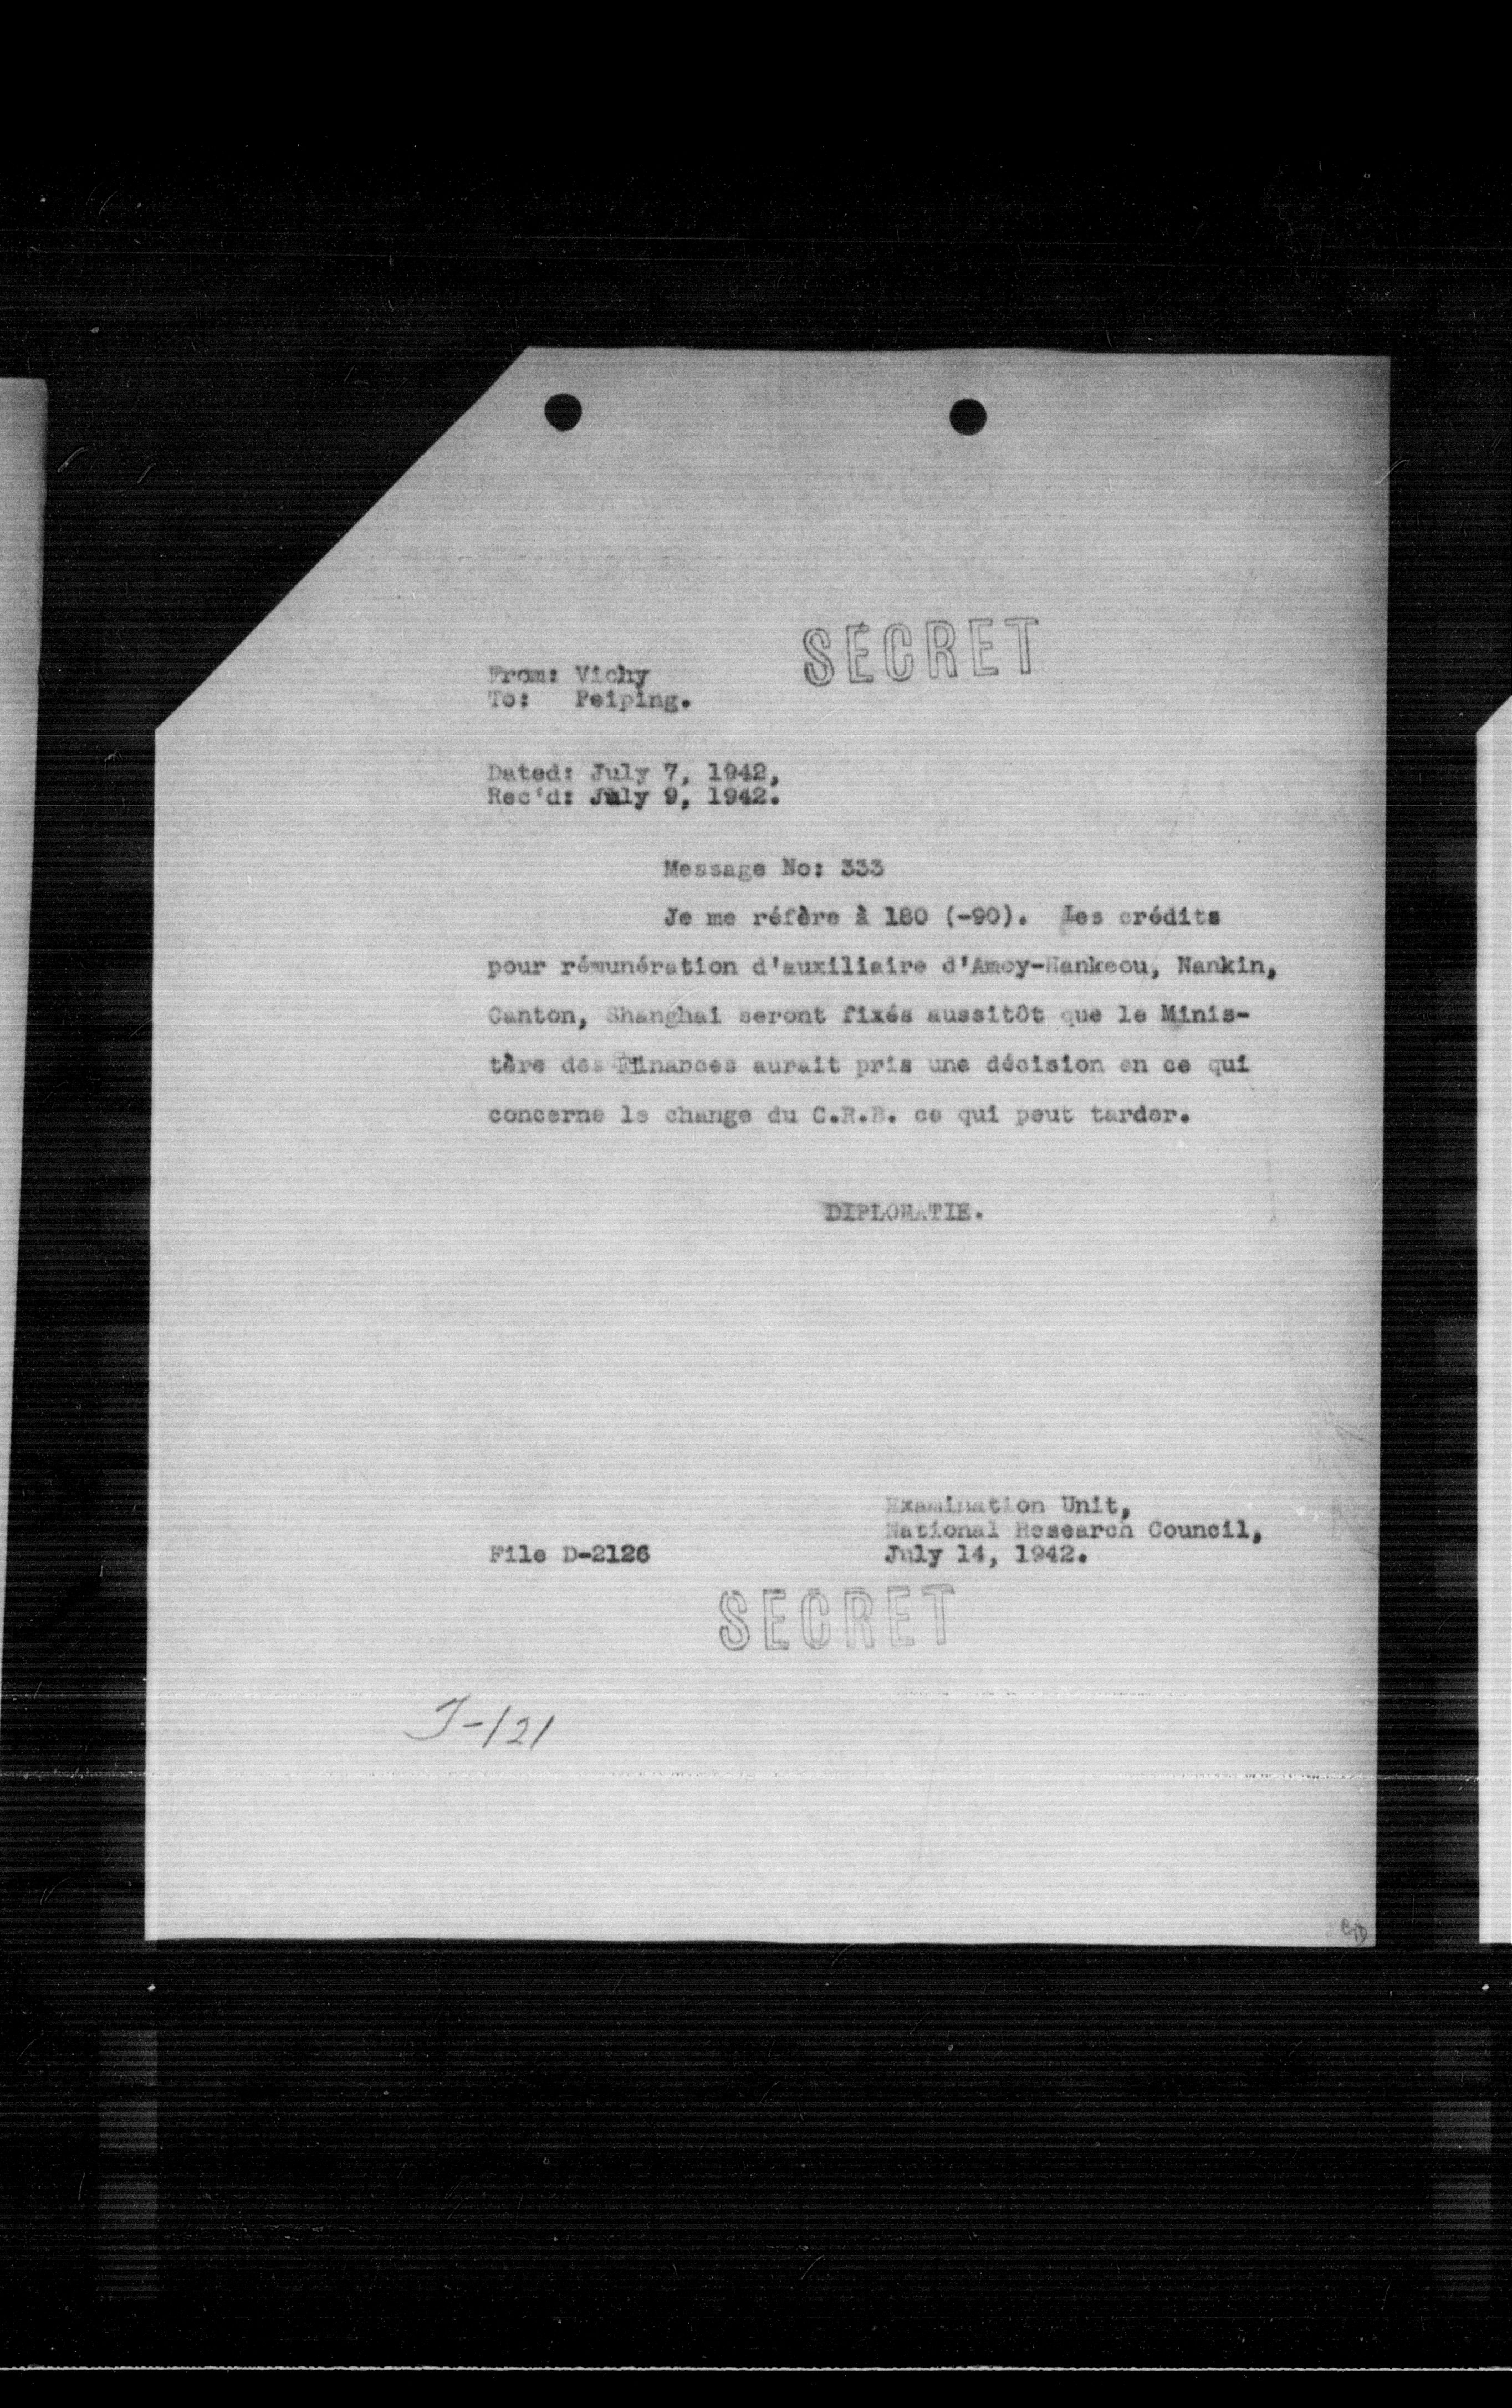 SECRET
From: Vichy
To: Peiping.
Dated: July 7, 1942,
Rec'd: July 9, 1942.
Message No: 333
Je me réfère à 180 (-90). Les crédits
pour rémunération d'auxiliaire d'Amoy-Hankeou, Nankin,
Canton, Shanghai seront fixés aussitôt que le Minis-
tère des Finances aurait pris une décision en ce qui
concerne le change du C.R.B. ce qui peut tarder.
DIPLOMATIE.
Examination Unit,
National Research Council,
File D-2126 July 14, 1942.
SECRET
J-121